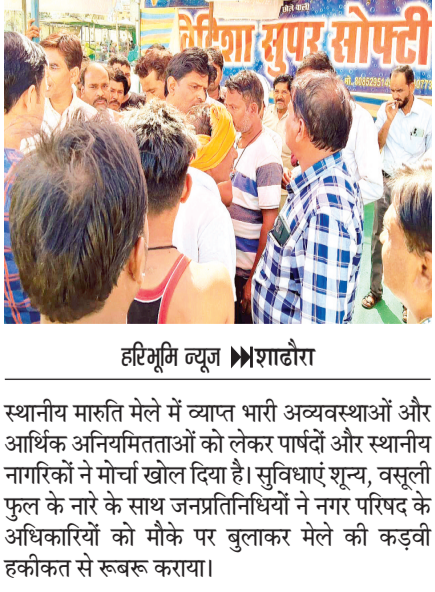 मिले वाला
विदिशा सुपर सोफ्टी
हरिभूमि न्यूज ▶▶| शाढौरा
स्थानीय मारुति मेले में व्याप्त भारी अव्यवस्थाओं और
आर्थिक अनियमितताओं को लेकर पार्षदों और स्थानीय
नागरिकों ने मोर्चा खोल दिया है। सुविधाएं शून्य, वसूली
फुल के नारे के साथ जनप्रतिनिधियों ने नगर परिषद के
अधिकारियों को मौके पर बुलाकर मेले की कड़वी
हकीकत से रूबरू कराया।